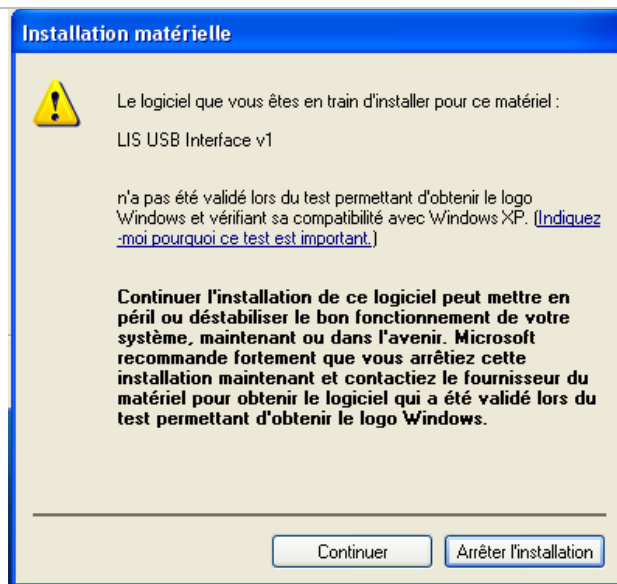 Installation matérielle
Le logiciel que vous êtes en train d'installer pour ce matériel :
LIS USB Interface v1
n'a pas été validé lors du test permettant d'obtenir le logo
Windows et vérifiant sa compatibilité avec Windows XP. (Indiquez
-moi pourquoi ce test est important.)
Continuer l'installation de ce logiciel peut mettre en
péril ou déstabiliser le bon fonctionnement de votre
système, maintenant ou dans l'avenir. Microsoft
recommande fortement que vous arrêtiez cette
installation maintenant et contactiez le fournisseur du
matériel pour obtenir le logiciel qui a été validé lors du
test permettant d'obtenir le logo Windows.
Continuer
Arrêter l'installation